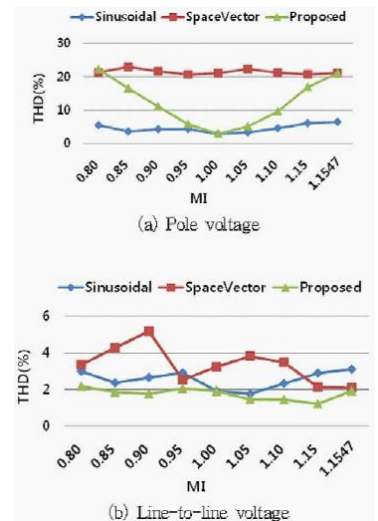 Sinusoidal SpaceVector Proposed
30
20
10
0
THD(%)
0.80 0.85 0.90 0.95 1.00 1.05 1.10 1.15 1.1547
MI
(a) Pole voltage
Sinusoidal SpaceVector Proposed
6
4
2
0
THD(%)
0.80 0.85 0.90 0.95 1.00 1.05 1.10 1.15 1.1547
MI
(b) Line-to-line voltage